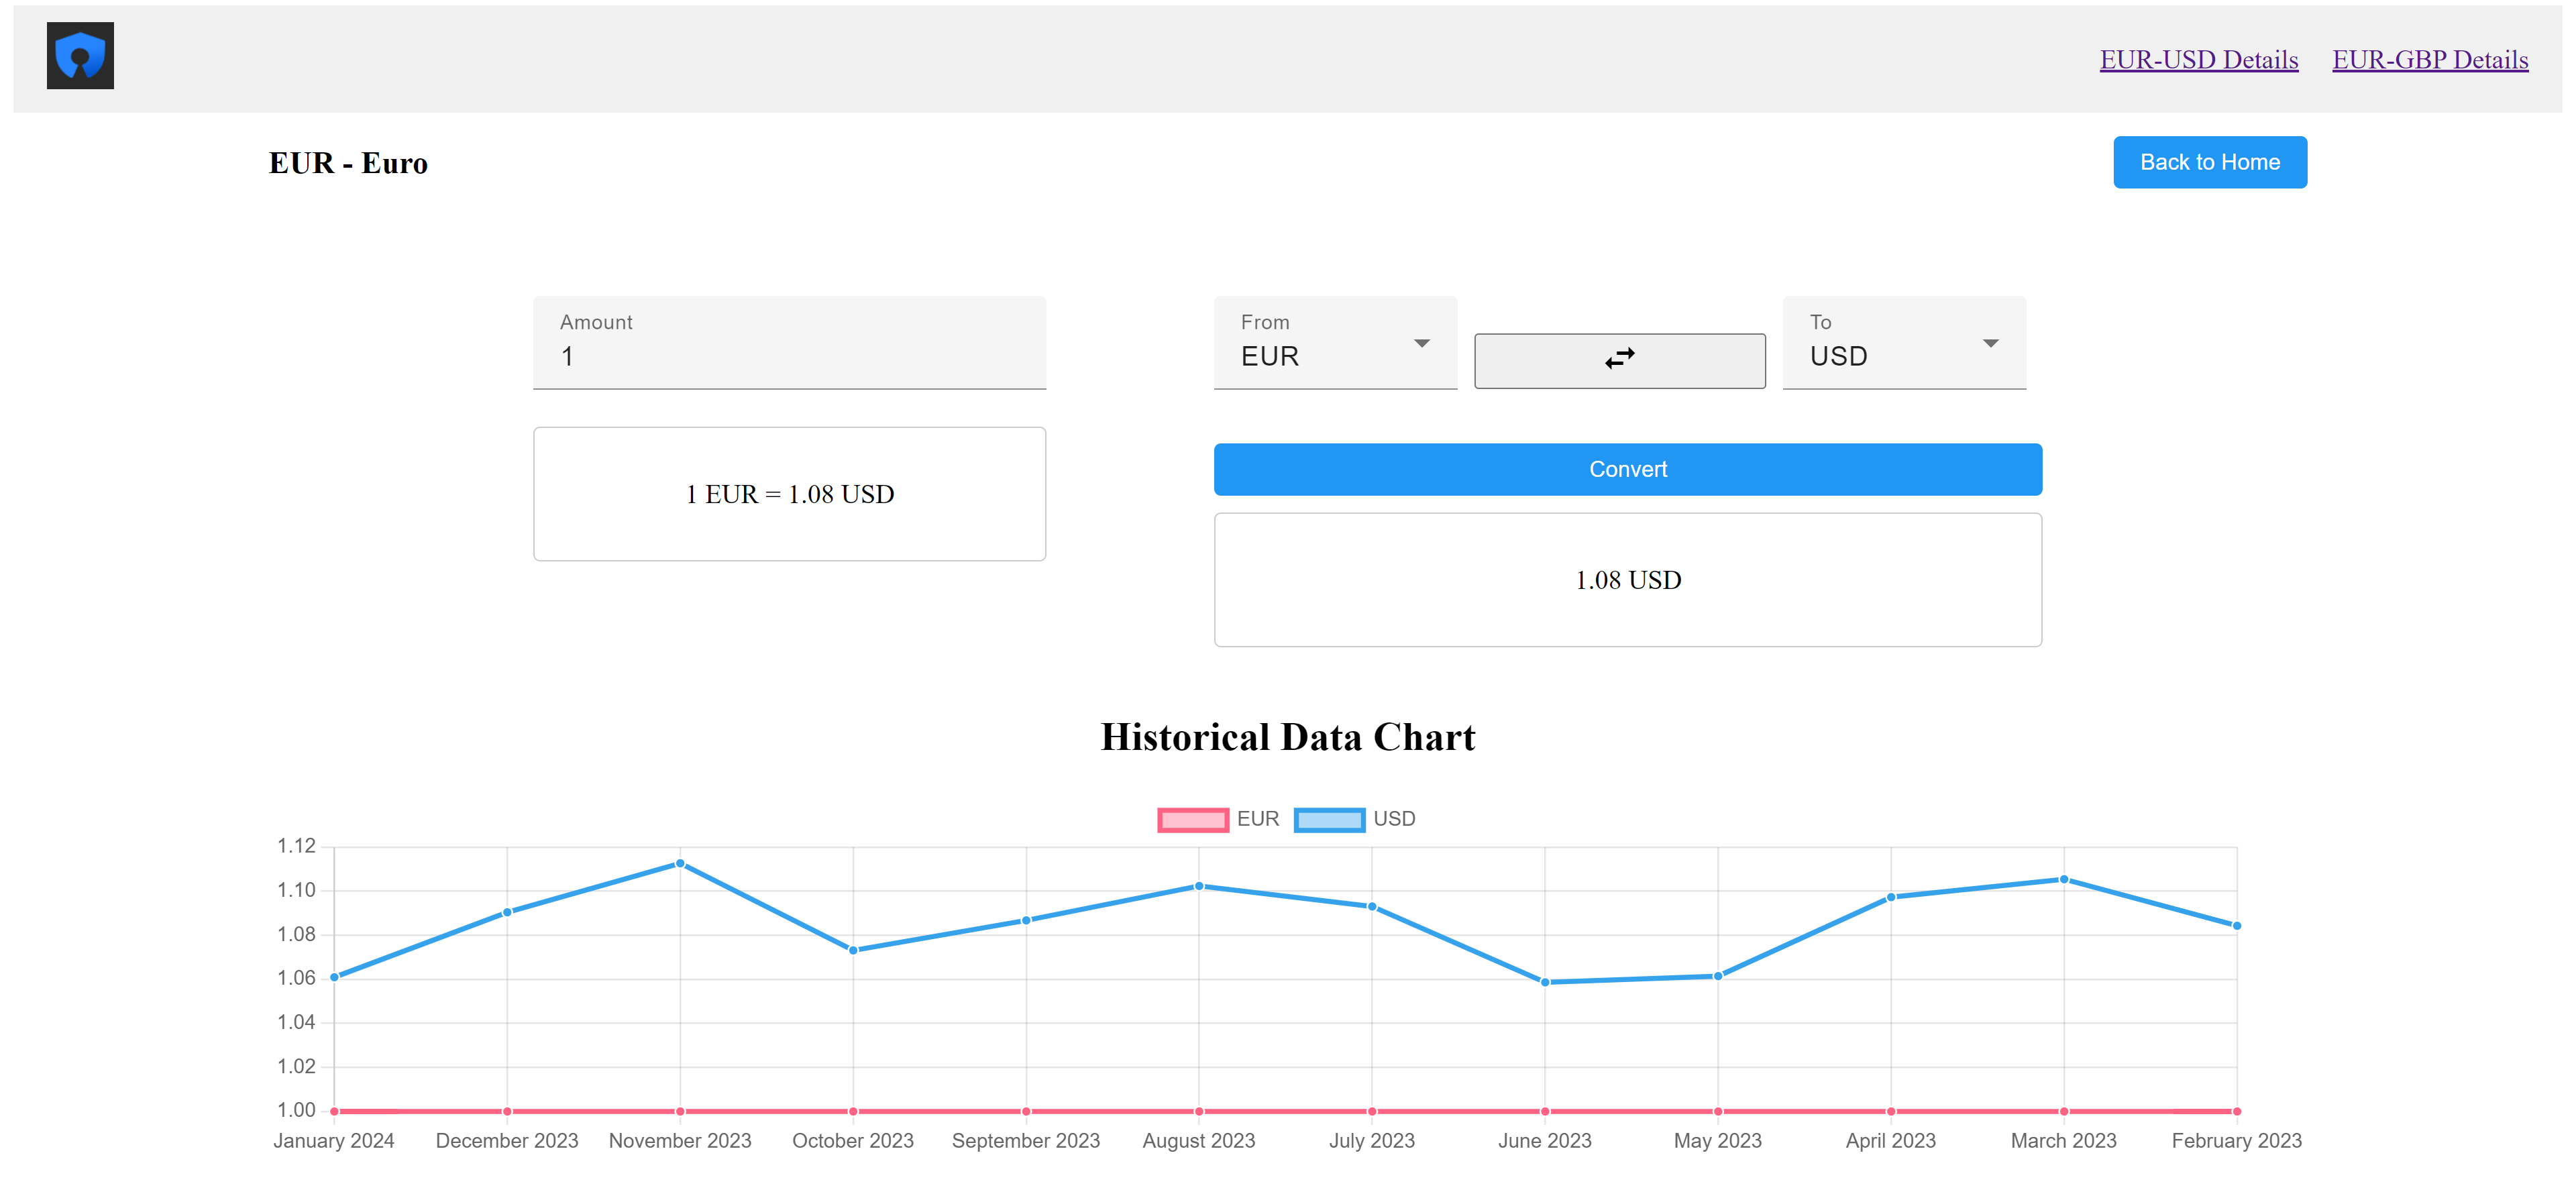 EUR-USD Details EUR-GBP Details
EUR - Euro
Back to Home
Amount
1
From
EUR
To
USD
1 EUR = 1.08 USD
Convert
1.08 USD
Historical Data Chart
EUR USD
1.12
1.10
1.08
1.06
1.04
1.02
1.00
January 2024 December 2023 November 2023 October 2023 September 2023 August 2023 July 2023 June 2023 May 2023 April 2023 March 2023 February 2023